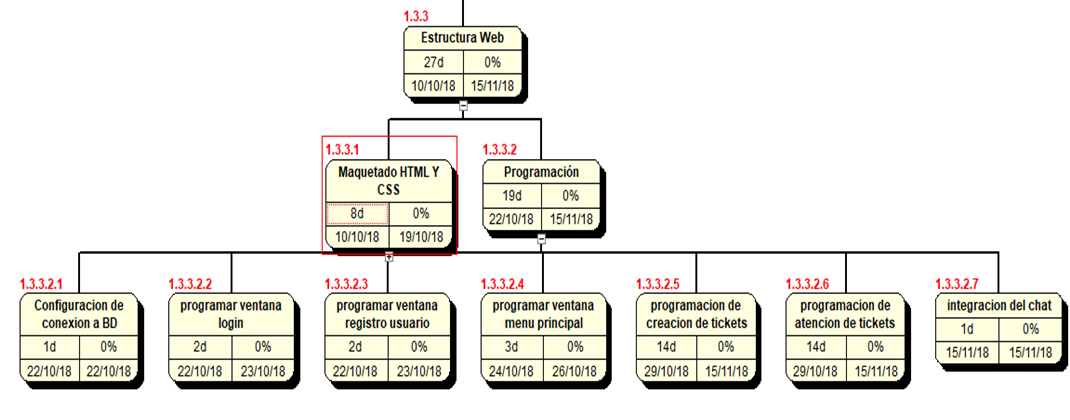 1.3.3
Estructura Web
27d 0%
10/10/18 15/11/18
1.3.3.1
Maquetado HTML Y
CSS
8d 0%
10/10/18 19/10/18
1.3.3.2
Programación
19d 0%
22/10/18 15/11/18
1.3.3.2.1
Configuracion de
conexion a BD
1d 0%
22/10/18 22/10/18
1.3.3.2.2
programar ventana
login
2d 0%
22/10/18 23/10/18
1.3.3.2.3
programar ventana
registro usuario
2d 0%
22/10/18 23/10/18
1.3.3.2.4
programar ventana
menu principal
3d 0%
24/10/18 26/10/18
1.3.3.2.5
programacion de
creacion de tickets
14d 0%
29/10/18 15/11/18
1.3.3.2.6
programacion de
atencion de tickets
14d 0%
29/10/18 15/11/18
1.3.3.2.7
integracion del chat
1d 0%
15/11/18 15/11/18